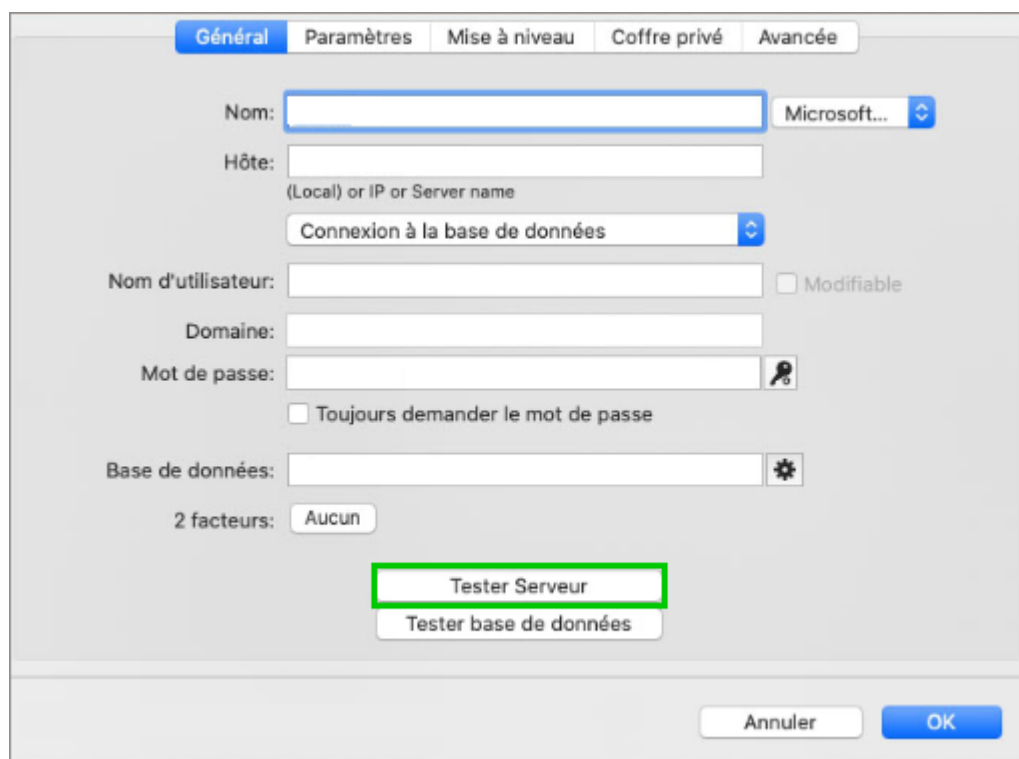 Général Paramètres Mise à niveau Coffre privé Avancée
Nom: Microsoft...
Hôte:
(Local) or IP or Server name
Connexion à la base de données
Nom d'utilisateur: Modifiable
Domaine:
Mot de passe:
Toujours demander le mot de passe
Base de données:
2 facteurs: Aucun
Tester Serveur
Tester base de données
Annuler OK